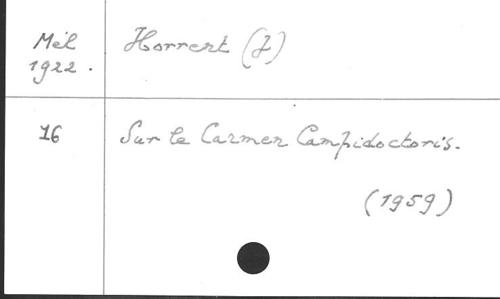 Mél
1922.
Horrent (J)
16
Sur le Carmen Campidoctoris.
(1959)